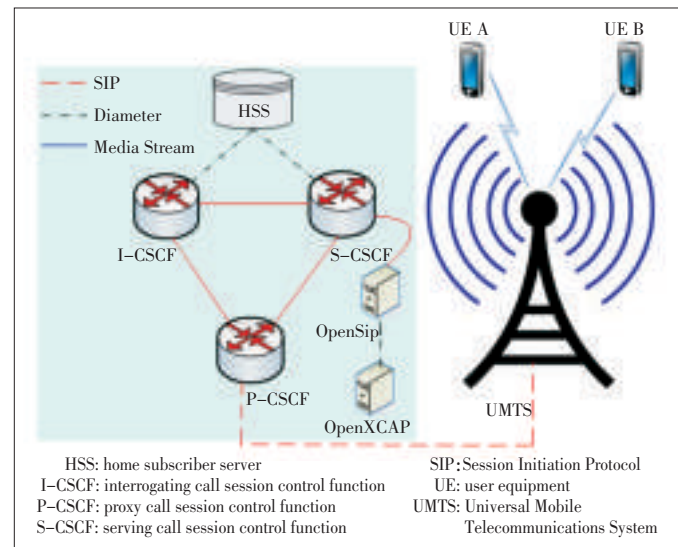 UE A
UE B
SIP
Diameter
Media Stream
HSS
I-CSCF
S-CSCF
OpenSip
P-CSCF
OpenXCAP
UMTS
HSS: home subscriber server
I-CSCF: interrogating call session control function
P-CSCF: proxy call session control function
S-CSCF: serving call session control function
SIP: Session Initiation Protocol
UE: user equipment
UMTS: Universal Mobile
Telecommunications System